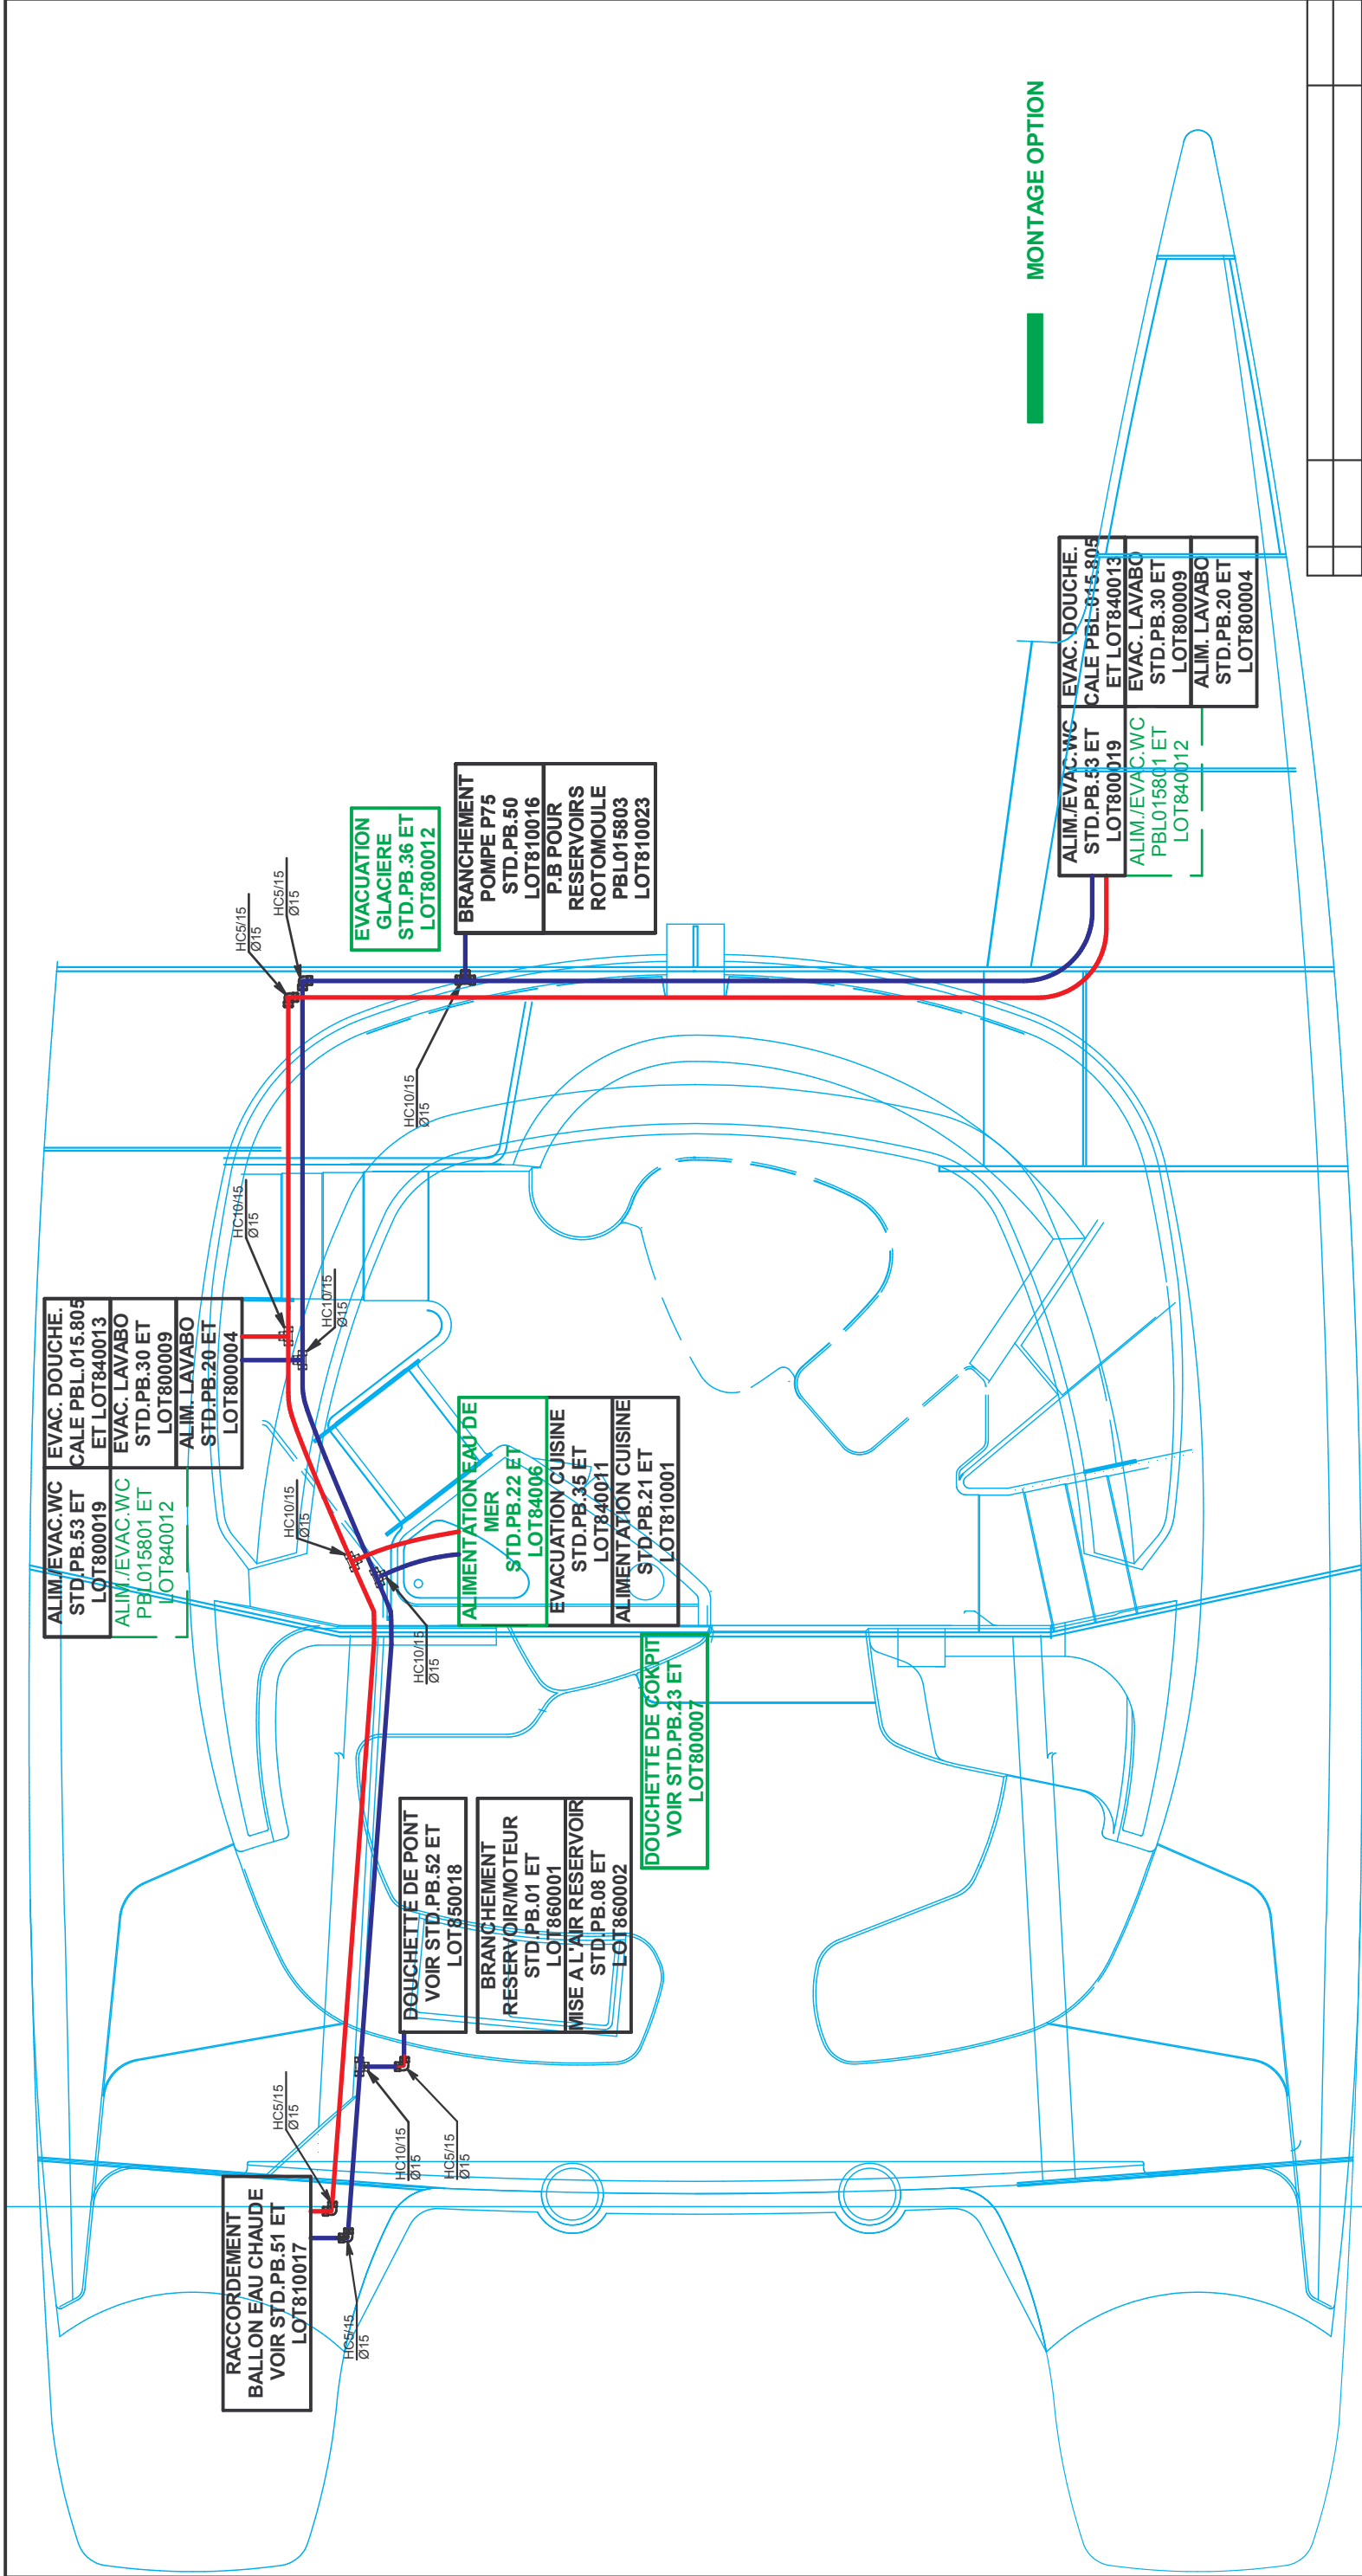 RACCORDEMENT
BALLON EAU CHAUDE
VOIR STD.PB.51 ET
LOT810017
HC5/15
Ø15
HC5/15
Ø15
HC10/15
Ø15
HC5/15
Ø15
DOUCHETTE DE PONT
VOIR STD.PB.52 ET
LOT850018
BRANCHEMENT
RESERVOIR/MOTEUR
STD.PB.01 ET
LOT860001
MISE A L'AIR RESERVOIR
STD.PB.08 ET
LOT860002
DOUCHETTE DE COKPIT
VOIR STD.PB.23 ET
LOT800007
ALIM./EVAC.WC
STD.PB.53 ET
LOT800019
ALIM./EVAC.WC
PBL015801 ET
LOT840012
EVAC. DOUCHE.
CALE PBL.015.805
ET LOT840013
EVAC. LAVABO
STD.PB.30 ET
LOT800009
ALIM. LAVABO
STD.PB.20 ET
LOT800004
HC10/15
Ø15
HC10/15
Ø15
HC10/15
Ø15
HC10/15
Ø15
ALIMENTATION EAU DE
MER
STD.PB.22 ET
LOT84006
EVACUATION CUISINE
STD.PB.35 ET
LOT840011
ALIMENTATION CUISINE
STD.PB.21 ET
LOT810001
HC5/15
Ø15
HC5/15
Ø15
HC10/15
Ø15
EVACUATION
GLACIERE
STD.PB.36 ET
LOT800012
BRANCHEMENT
POMPE P75
STD.PB.50
LOT810016
P.B POUR
RESERVOIRS
ROTOMOULE
PBL015803
LOT810023
ALIM./EVAC.WC
STD.PB.53 ET
LOT800019
ALIM./EVAC.WC
PBL015801 ET
LOT840012
EVAC. DOUCHE.
CALE PBL.015.805
ET LOT840013
EVAC. LAVABO
STD.PB.30 ET
LOT800009
ALIM. LAVABO
STD.PB.20 ET
LOT800004
MONTAGE OPTION